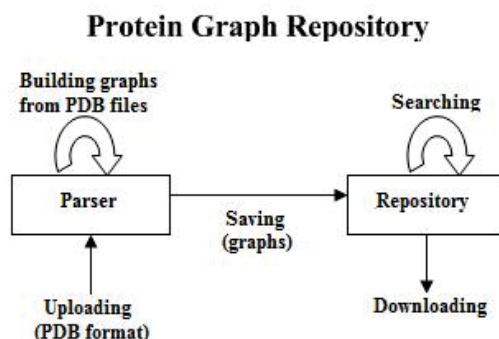 Protein Graph Repository
Building graphs
from PDB files
Searching
Parser
Repository
Saving
(graphs)
Uploading
(PDB format)
Downloading